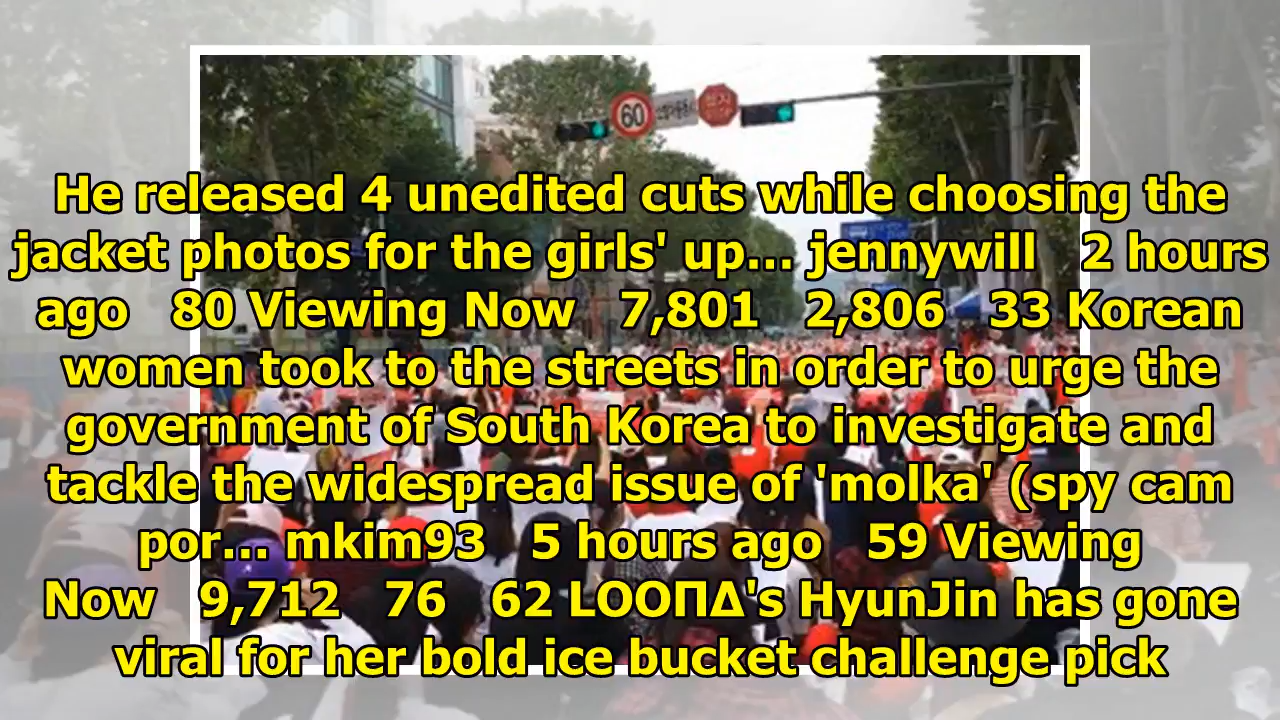 60
He released 4 unedited cuts while choosing the
jacket photos for the girls' up... jennywill 2 hours
ago 80 Viewing Now 7,801 2,806 33 Korean
women took to the streets in order to urge the
government of South Korea to investigate and
tackle the widespread issue of 'molka' (spy cam
por... mkim93 5 hours ago 59 Viewing
Now 9,712 76 62 LOOΠΔ's HyunJin has gone
viral for her bold ice bucket challenge pick